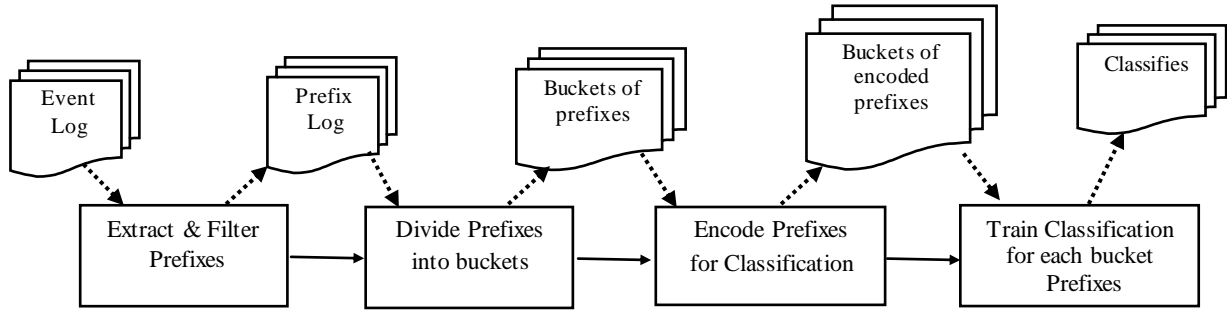 Event
Log
Prefix
Log
Buckets of
prefixes
Buckets of
encoded
prefixes
Classifies
Extract & Filter
Prefixes
Divide Prefixes
into buckets
Encode Prefixes
for Classification
Train Classification
for each bucket
Prefixes